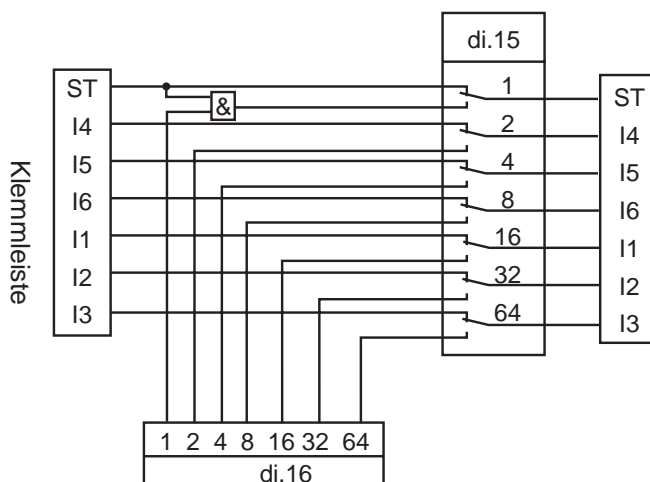 di.15
ST
I4
I5
I6
I1
I2
I3
Klemmleiste
&
1
2
4
8
16
32
64
ST
I4
I5
I6
I1
I2
I3
1 2 4 8 16 32 64
di.16